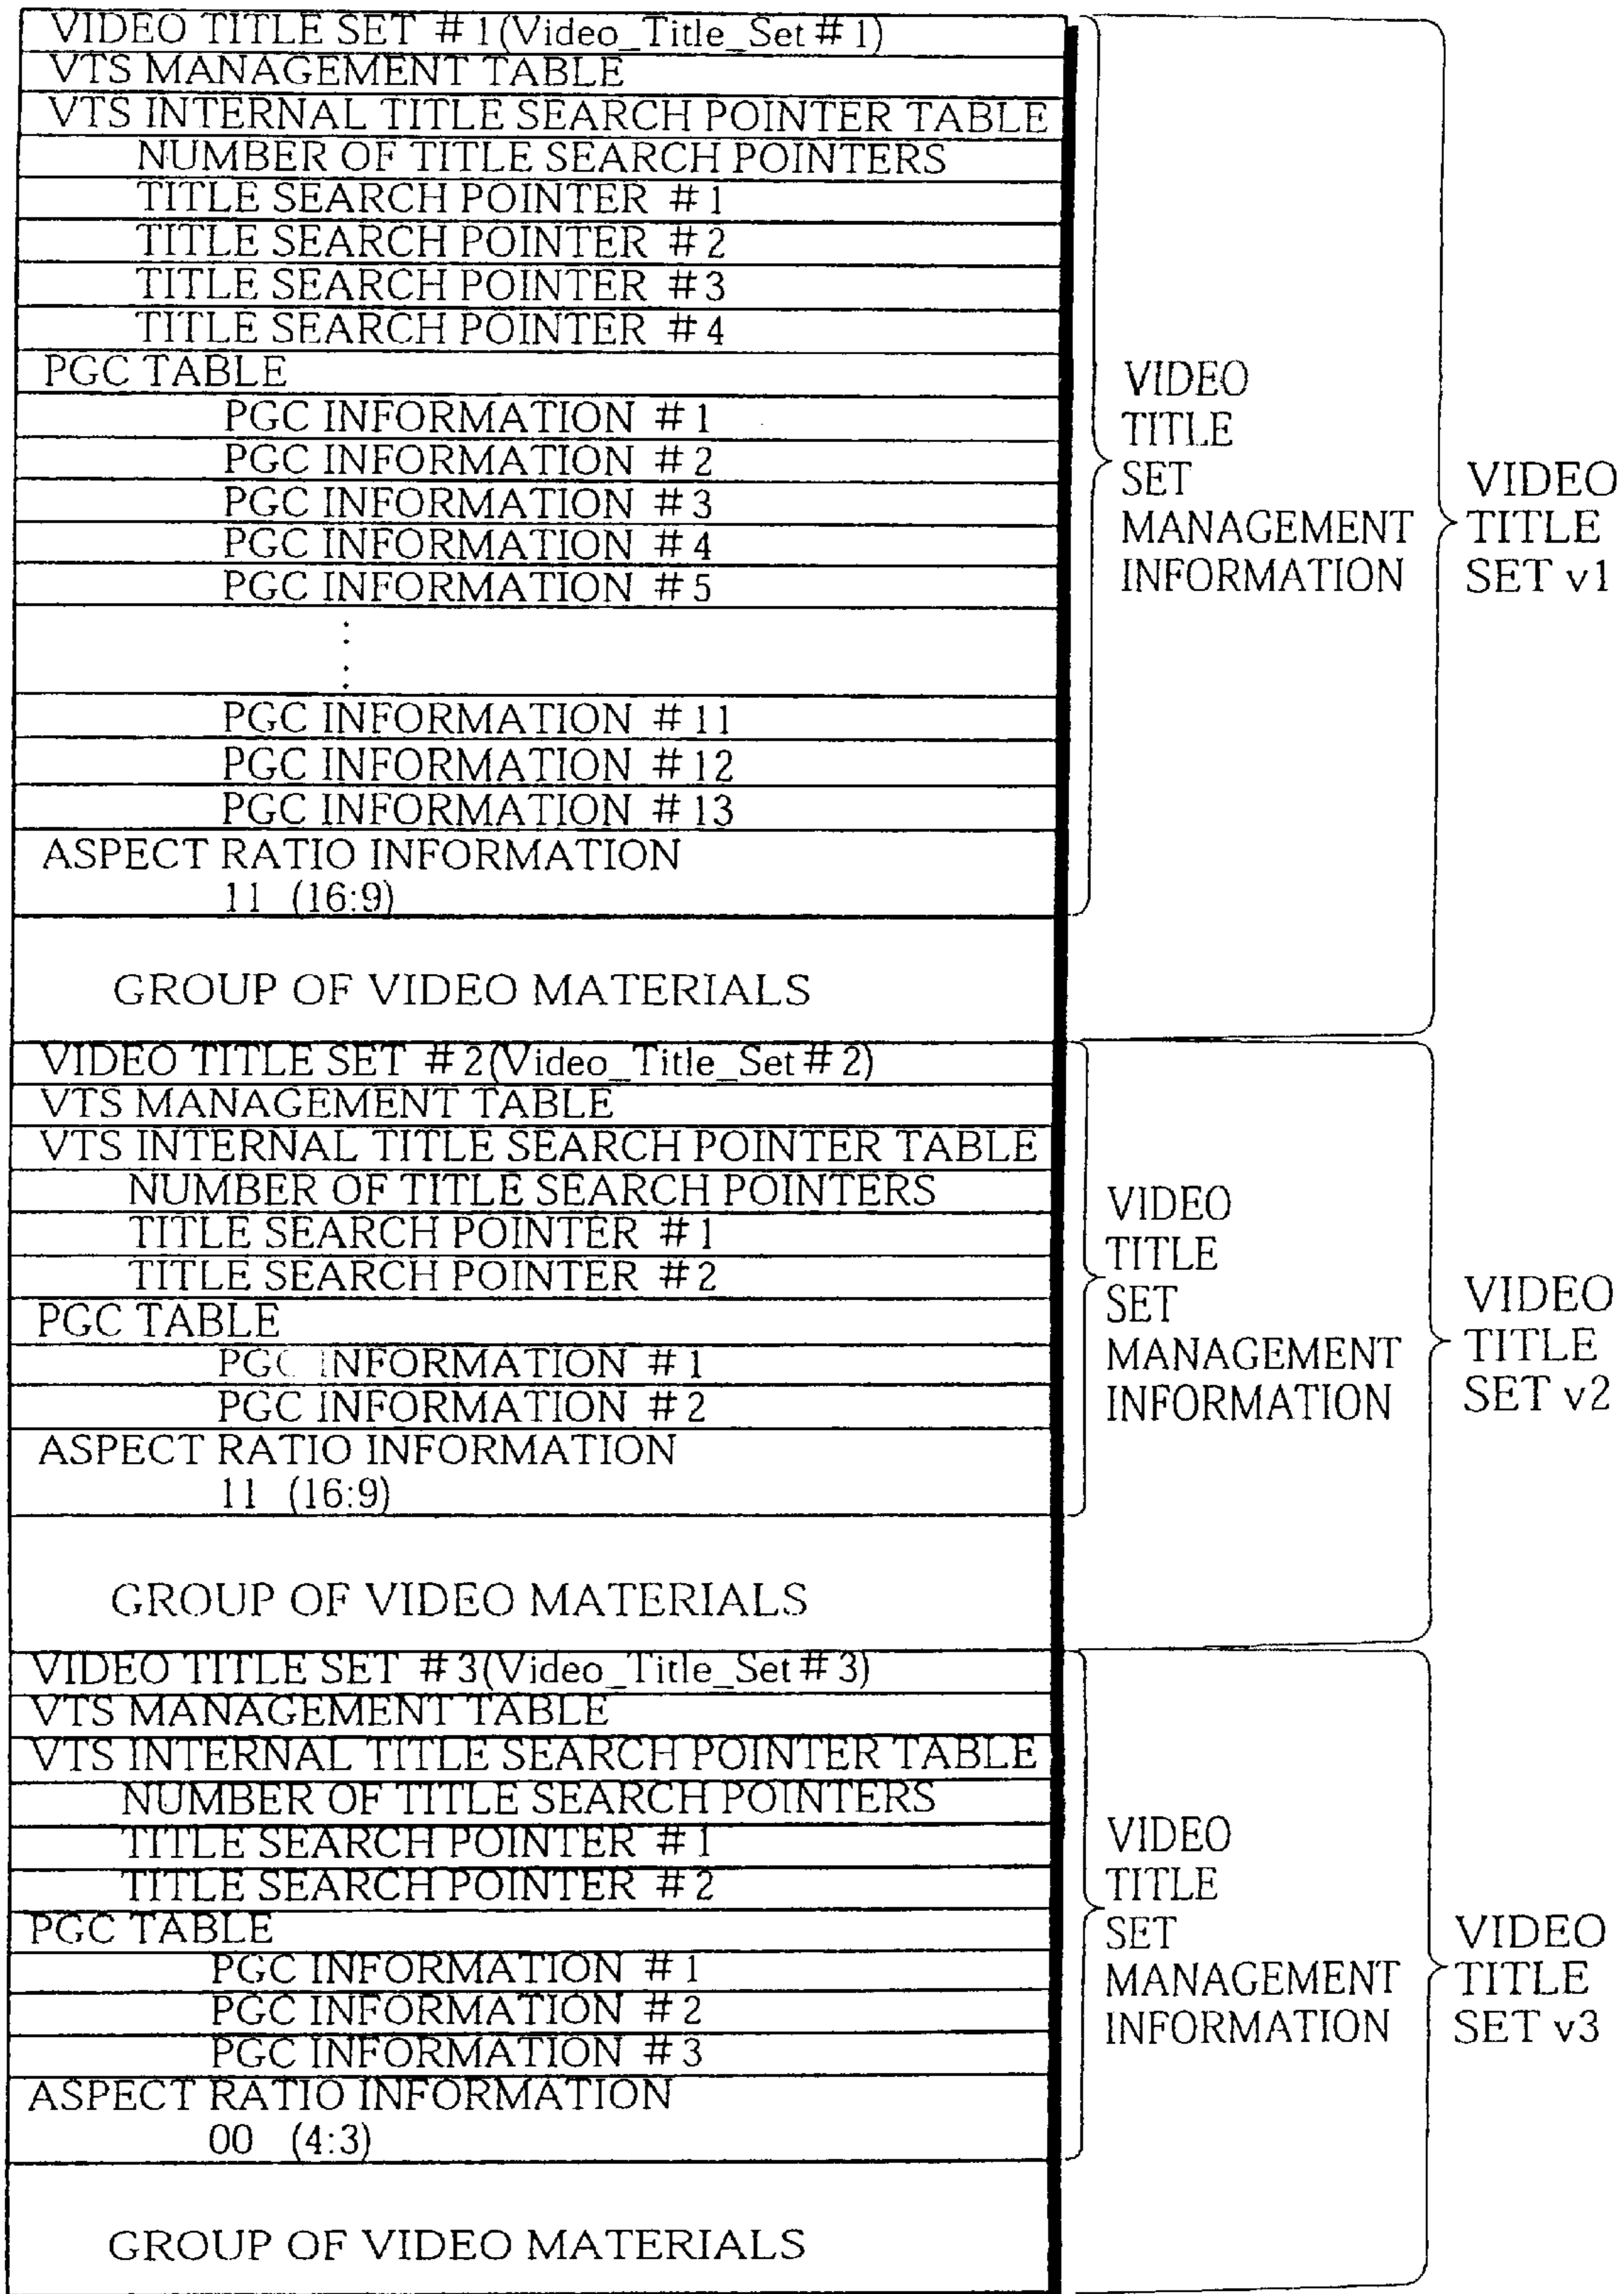 VIDEO TITLE SET #1(Video_Title_Set#1)
VTS MANAGEMENT TABLE
VTS INTERNAL TITLE SEARCH POINTER TABLE
NUMBER OF TITLE SEARCH POINTERS
TITLE SEARCH POINTER #1
TITLE SEARCH POINTER #2
TITLE SEARCH POINTER #3
TITLE SEARCH POINTER #4
PGC TABLE
PGC INFORMATION #1
PGC INFORMATION #2
PGC INFORMATION #3
PGC INFORMATION #4
PGC INFORMATION #5
PGC INFORMATION #11
PGC INFORMATION #12
PGC INFORMATION #13
ASPECT RATIO INFORMATION
11 (16:9)
GROUP OF VIDEO MATERIALS
VIDEO
TITLE
SET
MANAGEMENT
INFORMATION
VIDEO
TITLE
SET v1
VIDEO TITLE SET #2(Video_Title_Set#2)
VTS MANAGEMENT TABLE
VTS INTERNAL TITLE SEARCH POINTER TABLE
NUMBER OF TITLE SEARCH POINTERS
TITLE SEARCH POINTER #1
TITLE SEARCH POINTER #2
PGC TABLE
PGC INFORMATION #1
PGC INFORMATION #2
ASPECT RATIO INFORMATION
11 (16:9)
GROUP OF VIDEO MATERIALS
VIDEO
TITLE
SET
MANAGEMENT
INFORMATION
VIDEO
TITLE
SET v2
VIDEO TITLE SET #3(Video_Title_Set#3)
VTS MANAGEMENT TABLE
VTS INTERNAL TITLE SEARCH POINTER TABLE
NUMBER OF TITLE SEARCH POINTERS
TITLE SEARCH POINTER #1
TITLE SEARCH POINTER #2
PGC TABLE
PGC INFORMATION #1
PGC INFORMATION #2
PGC INFORMATION #3
ASPECT RATIO INFORMATION
00 (4:3)
GROUP OF VIDEO MATERIALS
VIDEO
TITLE
SET
MANAGEMENT
INFORMATION
VIDEO
TITLE
SET v3